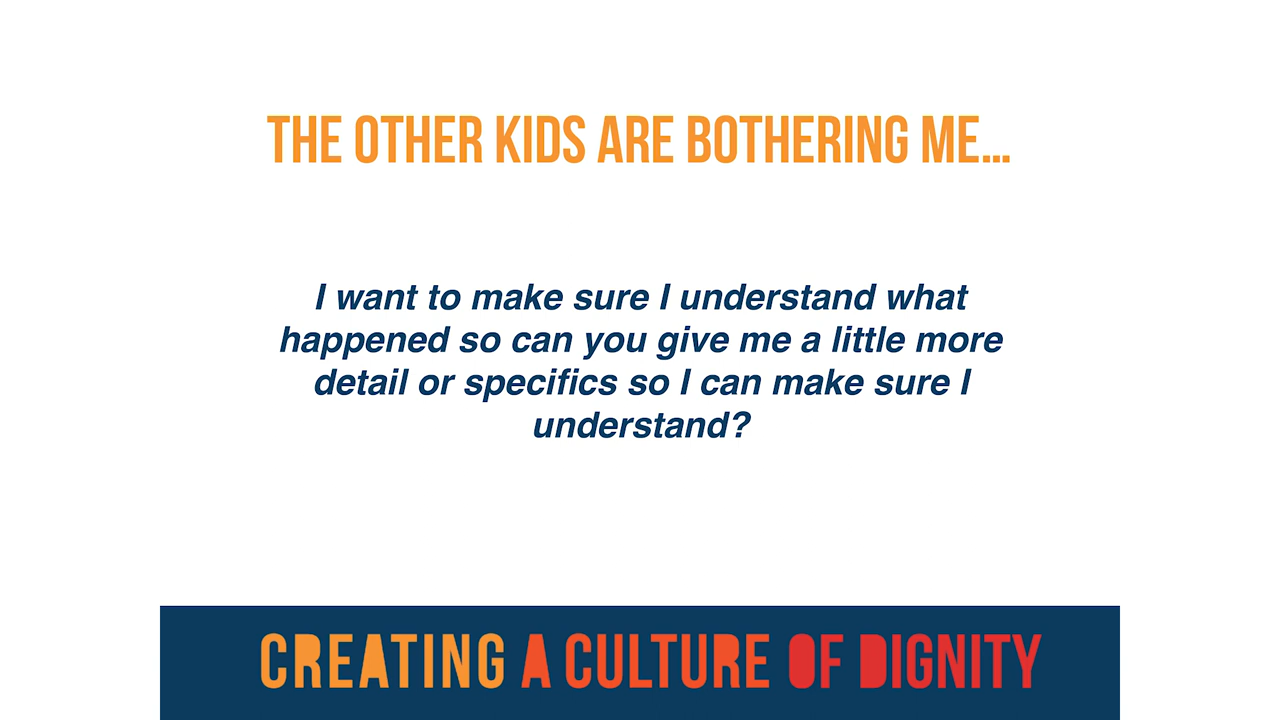 THE OTHER KIDS ARE BOTHERING ME...
I want to make sure I understand what
happened so can you give me a little more
detail or specifics so I can make sure I
understand?
CREATING A CULTURE OF DIGNITY